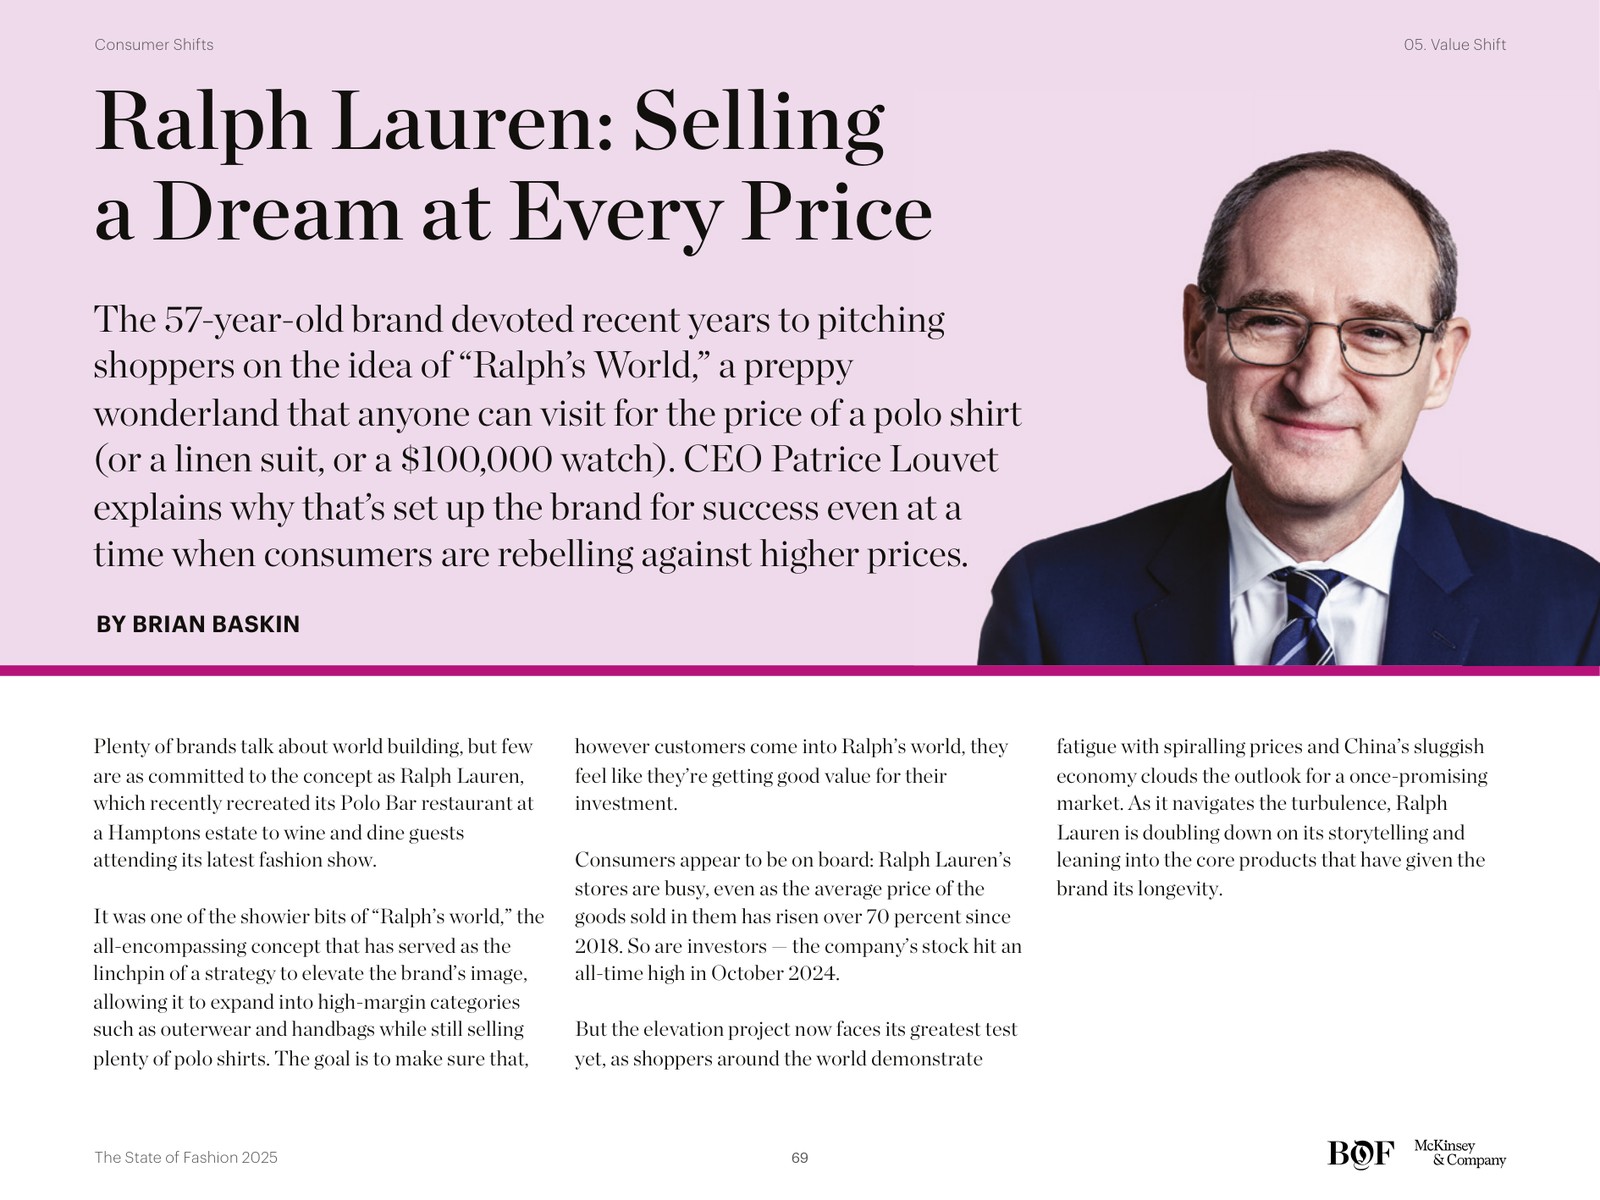 Consumer Shifts
05. Value Shift
Ralph Lauren: Selling
a Dream at Every Price
The 57-year-old brand devoted recent years to pitching
shoppers on the idea of “Ralph’s World,” a preppy
wonderland that anyone can visit for the price of a polo shirt
(or a linen suit, or a $100,000 watch). CEO Patrice Louvet
explains why that’s set up the brand for success even at a
time when consumers are rebelling against higher prices.
BY BRIAN BASKIN
Plenty of brands talk about world building, but few
are as committed to the concept as Ralph Lauren,
which recently recreated its Polo Bar restaurant at
a Hamptons estate to wine and dine guests
attending its latest fashion show.
It was one of the showier bits of “Ralph’s world,” the
all-encompassing concept that has served as the
linchpin of a strategy to elevate the brand’s image,
allowing it to expand into high-margin categories
such as outerwear and handbags while still selling
plenty of polo shirts. The goal is to make sure that,
however customers come into Ralph’s world, they
feel like they’re getting good value for their
investment.
Consumers appear to be on board: Ralph Lauren’s
stores are busy, even as the average price of the
goods sold in them has risen over 70 percent since
2018. So are investors — the company’s stock hit an
all-time high in October 2024.
But the elevation project now faces its greatest test
yet, as shoppers around the world demonstrate
fatigue with spiralling prices and China’s sluggish
economy clouds the outlook for a once-promising
market. As it navigates the turbulence, Ralph
Lauren is doubling down on its storytelling and
leaning into the core products that have given the
brand its longevity.
The State of Fashion 2025
69
BOF
McKinsey
& Company